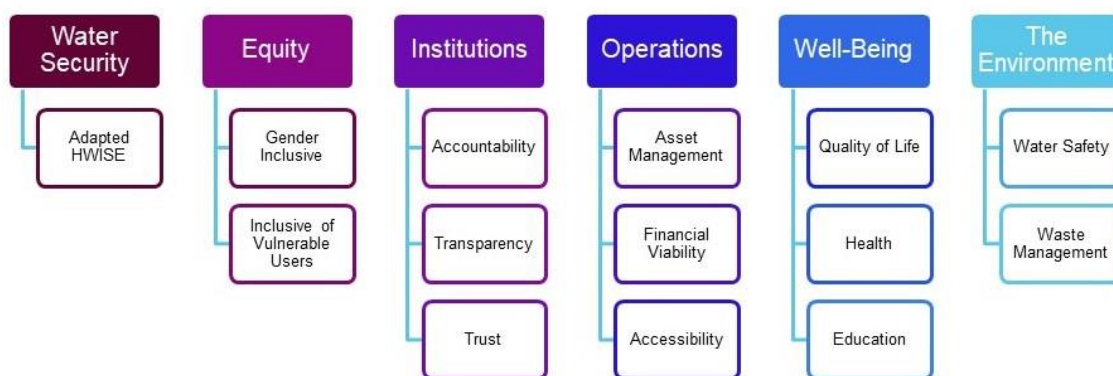 Water
Security
Adapted
HWISE
Equity
Gender
Inclusive
Inclusive of
Vulnerable
Users
Institutions
Accountability
Transparency
Trust
Operations
Asset
Management
Financial
Viability
Accessibility
Well-Being
Quality of Life
Health
Education
The
Environment
Water Safety
Waste
Management